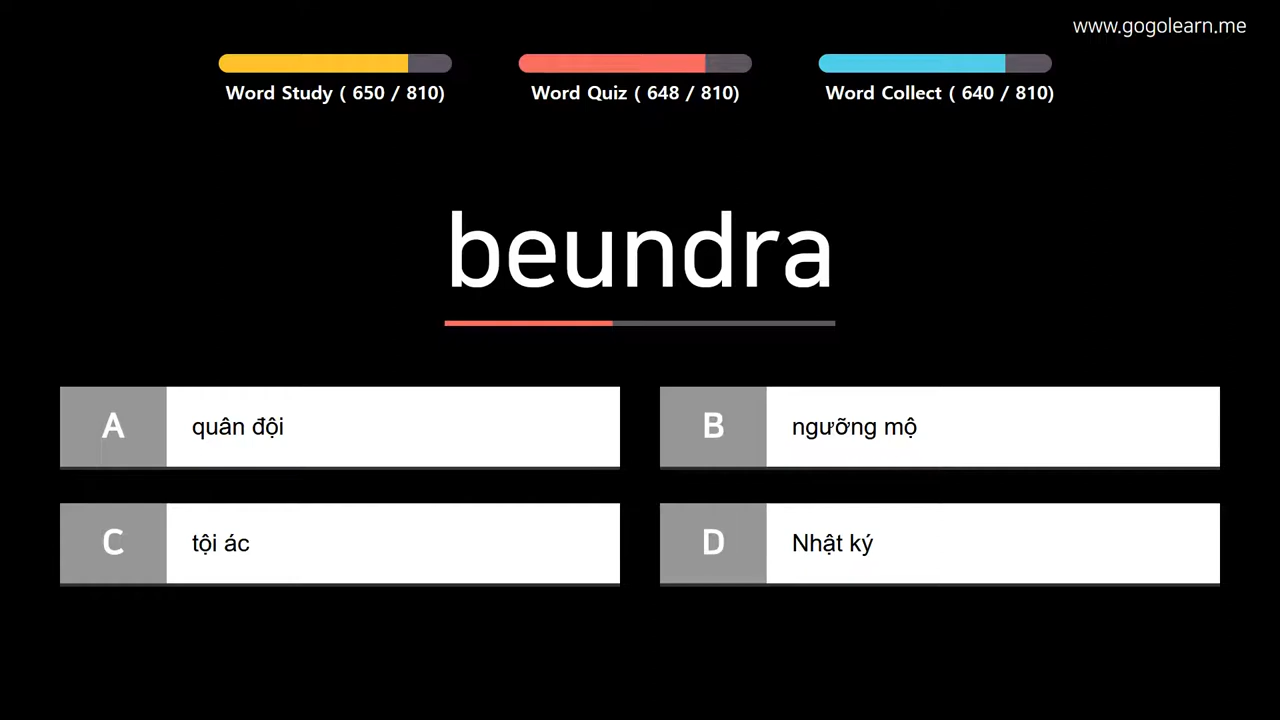 www.gogolearn.me
Word Study ( 650 / 810)
Word Quiz ( 648 / 810)
Word Collect ( 640 / 810)
beundra
A quân đội
B ngưỡng mộ
C tội ác
D Nhật ký